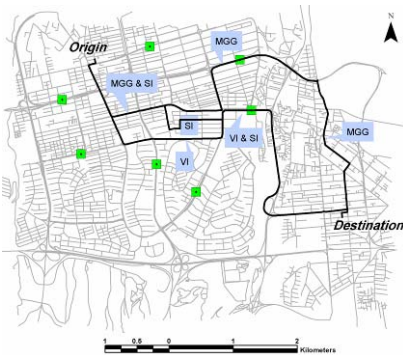 N
Origin
MGG
MGG & SI
SI
MGG
VI & SI
VI
Destination
1 0.5 0 1 2
Kilometers